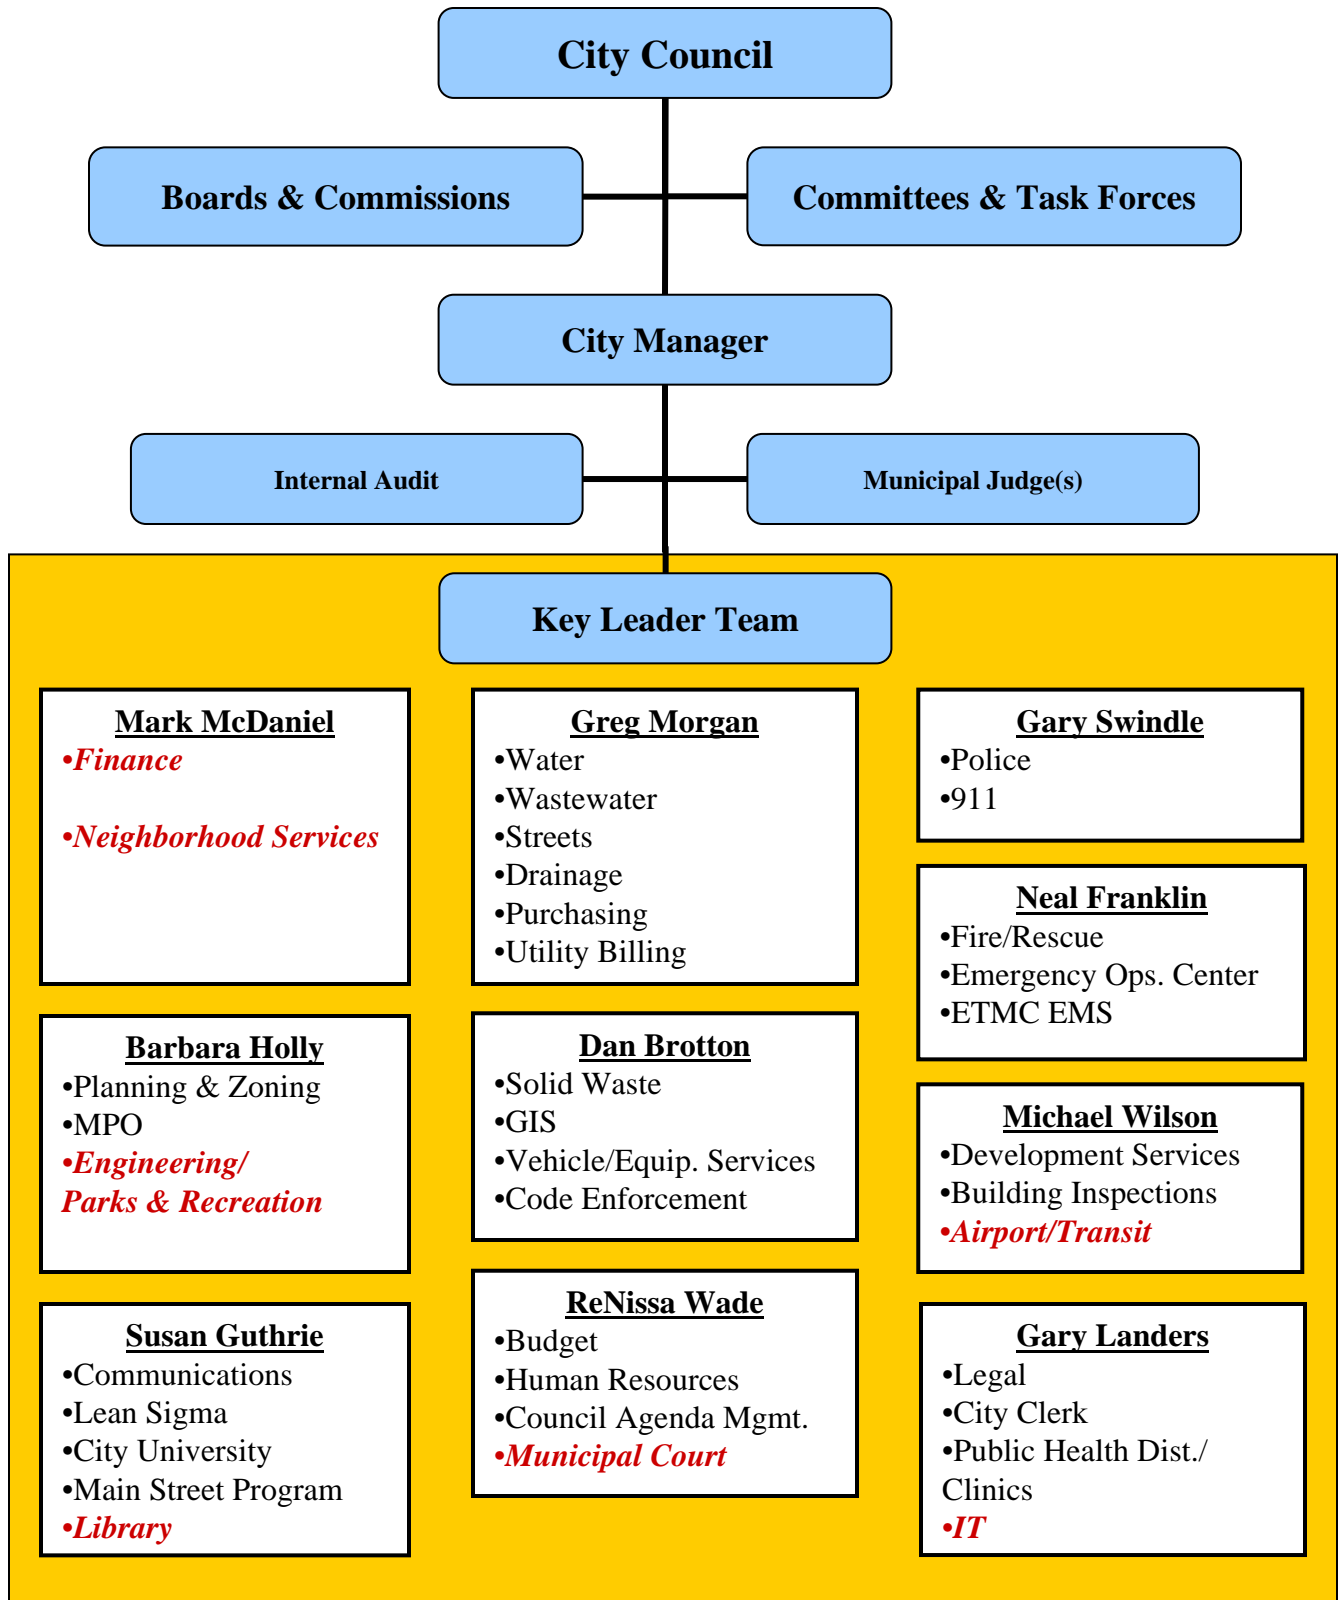 City Council
Boards & Commissions
Committees & Task Forces
City Manager
Internal Audit
Municipal Judge(s)
Key Leader Team
Mark McDaniel
•Finance
•Neighborhood Services
Greg Morgan
•Water
•Wastewater
•Streets
•Drainage
•Purchasing
•Utility Billing
Gary Swindle
•Police
•911
Neal Franklin
•Fire/Rescue
•Emergency Ops. Center
•ETMC EMS
Barbara Holly
•Planning & Zoning
•MPO
•Engineering/
Parks & Recreation
Dan Brotton
•Solid Waste
•GIS
•Vehicle/Equip. Services
•Code Enforcement
Michael Wilson
•Development Services
•Building Inspections
•Airport/Transit
Susan Guthrie
•Communications
•Lean Sigma
•City University
•Main Street Program
•Library
ReNissa Wade
•Budget
•Human Resources
•Council Agenda Mgmt.
•Municipal Court
Gary Landers
•Legal
•City Clerk
•Public Health Dist./
Clinics
•IT